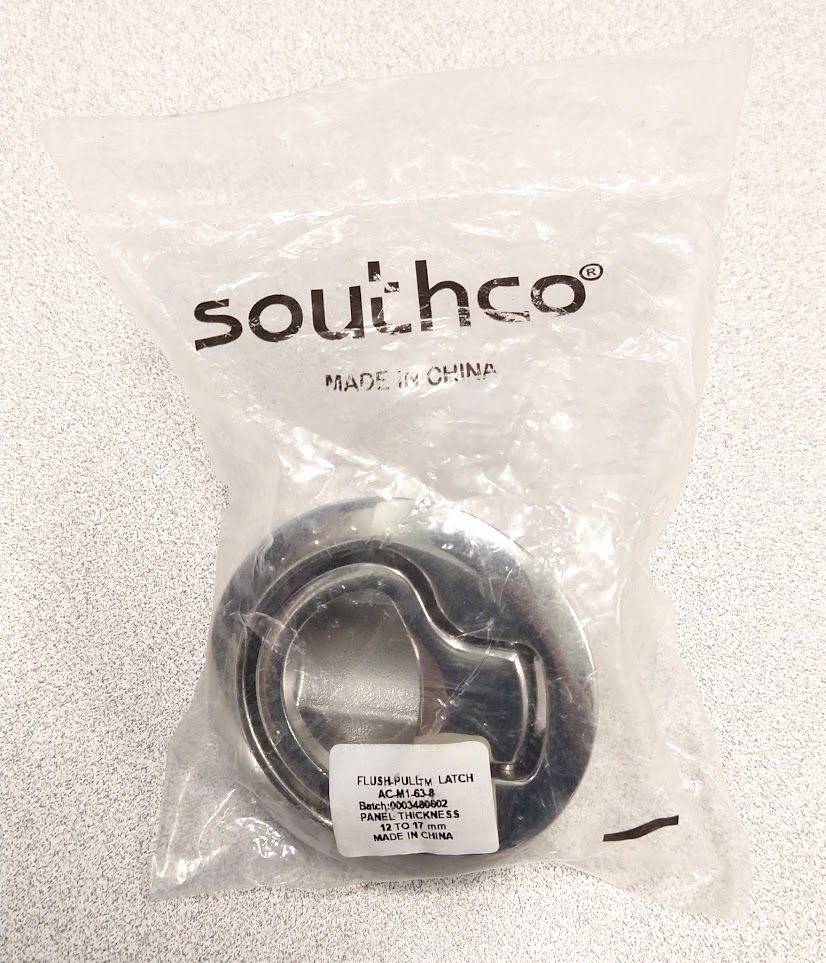 southco®
MADE IN CHINA
FLUSH-PULL™ LATCH
AC-M1-63-8
Batch:0003480602
PANEL THICKNESS
12 TO 17 mm
MADE IN CHINA